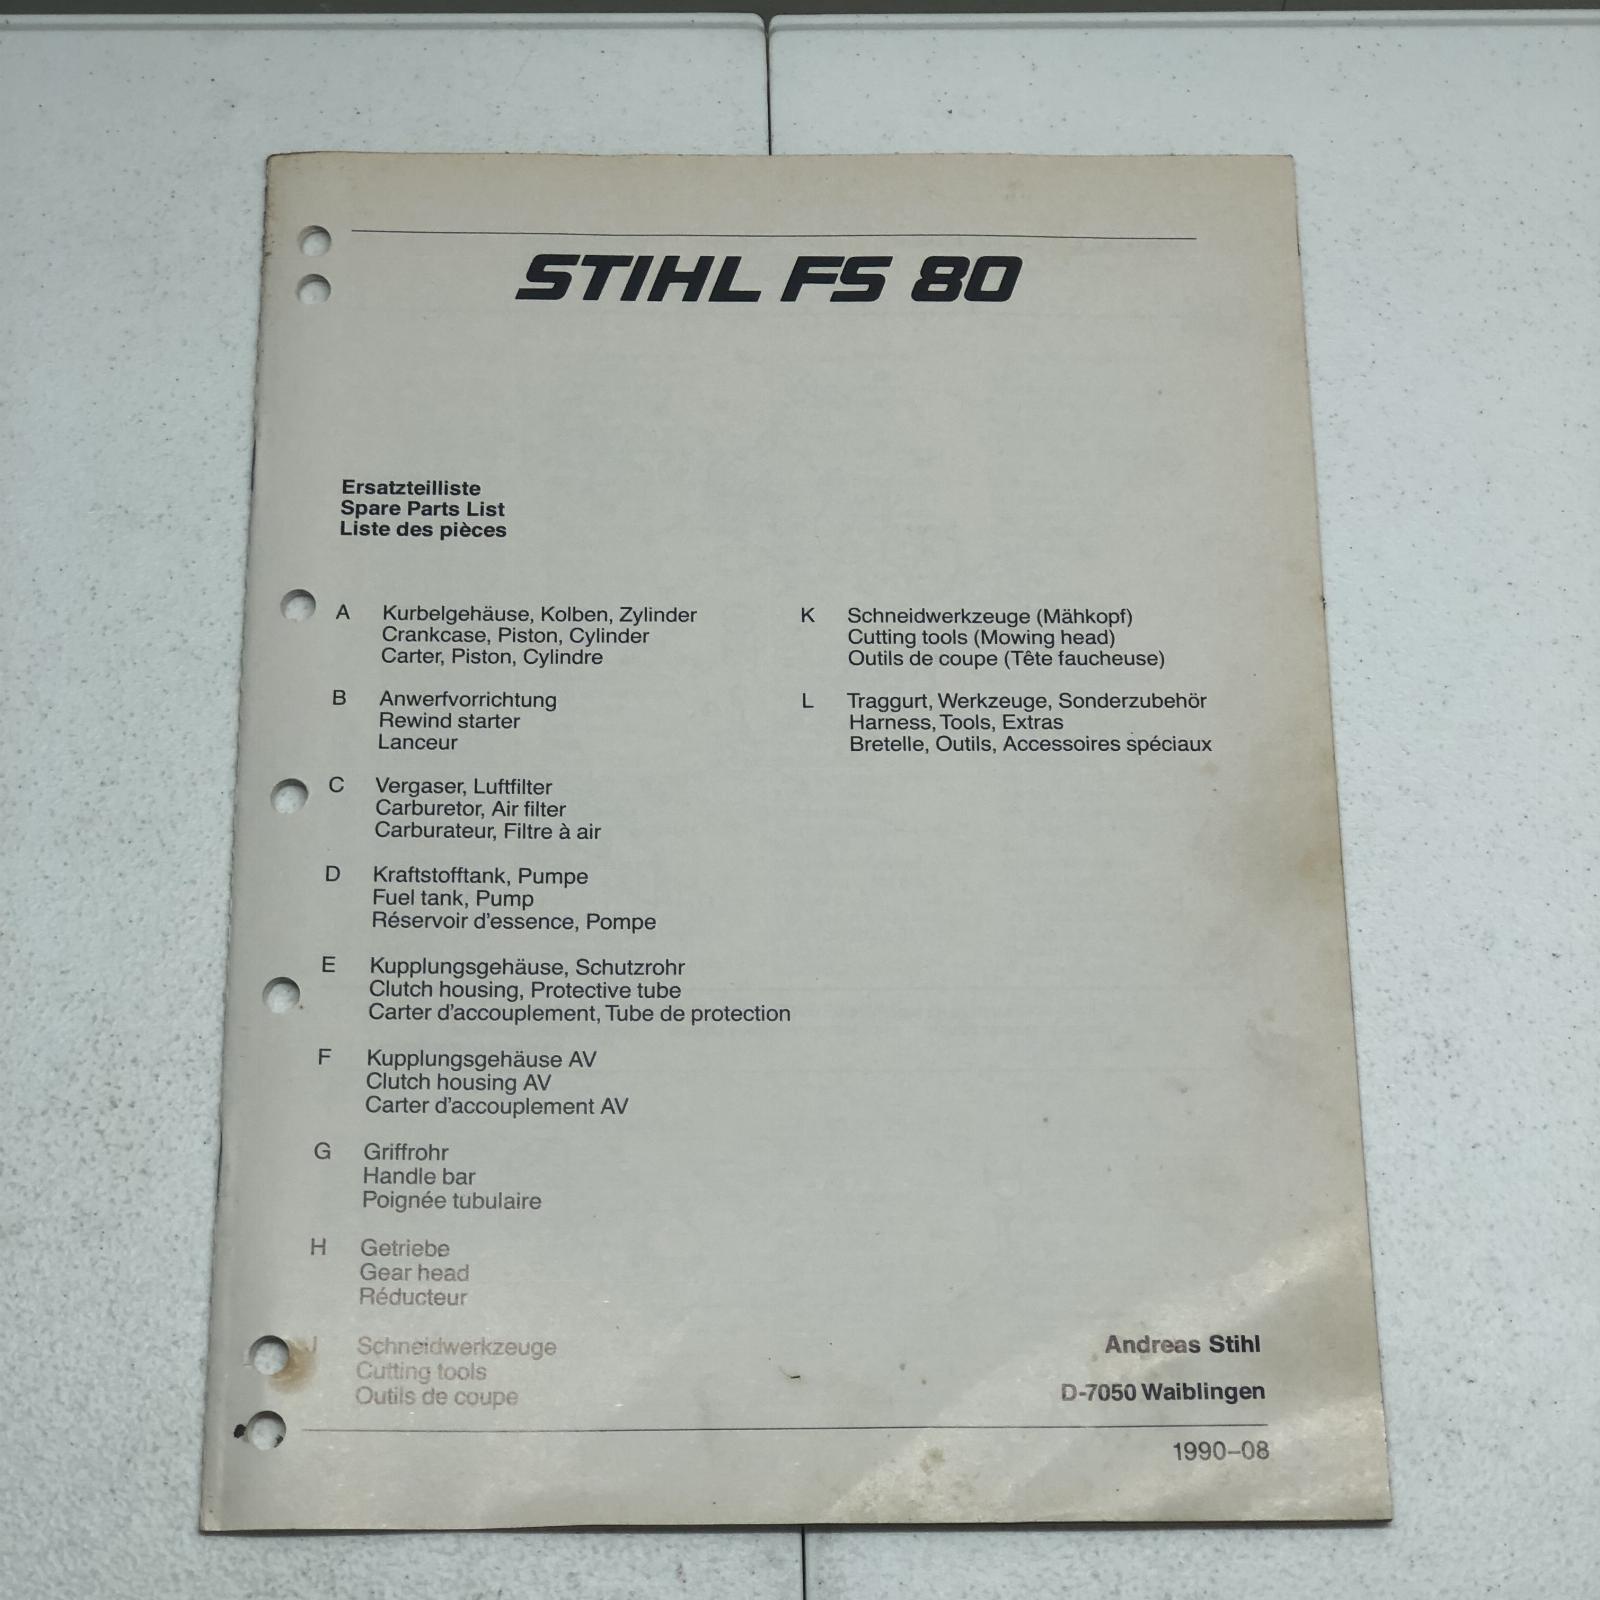 STIHL FS 80
Ersatzteilliste
Spare Parts List
Liste des pièces
A Kurbelgehäuse, Kolben, Zylinder
Crankcase, Piston, Cylinder
Carter, Piston, Cylindre
B Anwerfvorrichtung
Rewind starter
Lanceur
C Vergaser, Luftfilter
Carburetor, Air filter
Carburateur, Filtre à air
D Kraftstofftank, Pumpe
Fuel tank, Pump
Réservoir d'essence, Pompe
E Kupplungsgehäuse, Schutzrohr
Clutch housing, Protective tube
Carter d'accouplement, Tube de protection
F Kupplungsgehäuse AV
Clutch housing AV
Carter d'accouplement AV
G Griffrohr
Handle bar
Poignée tubulaire
H Getriebe
Gear head
Réducteur
J Schneidwerkzeuge
Cutting tools
Outils de coupe
K Schneidwerkzeuge (Mähkopf)
Cutting tools (Mowing head)
Outils de coupe (Tête faucheuse)
L Traggurt, Werkzeuge, Sonderzubehör
Harness, Tools, Extras
Bretelle, Outils, Accessoires spéciaux
Andreas Stihl
D-7050 Waiblingen
1990–08